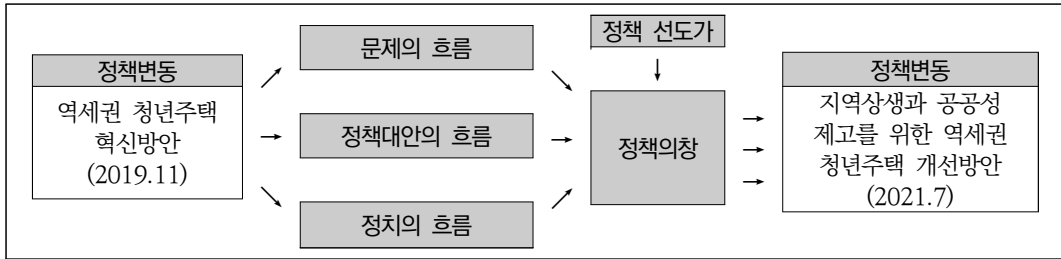 정책변동
역세권 청년주택
혁신방안
(2019.11)
문제의 흐름
정책대안의 흐름
정치의 흐름
정책 선도가
정책의창
정책변동
지역상생과 공공성
제고를 위한 역세권
청년주택 개선방안
(2021.7)